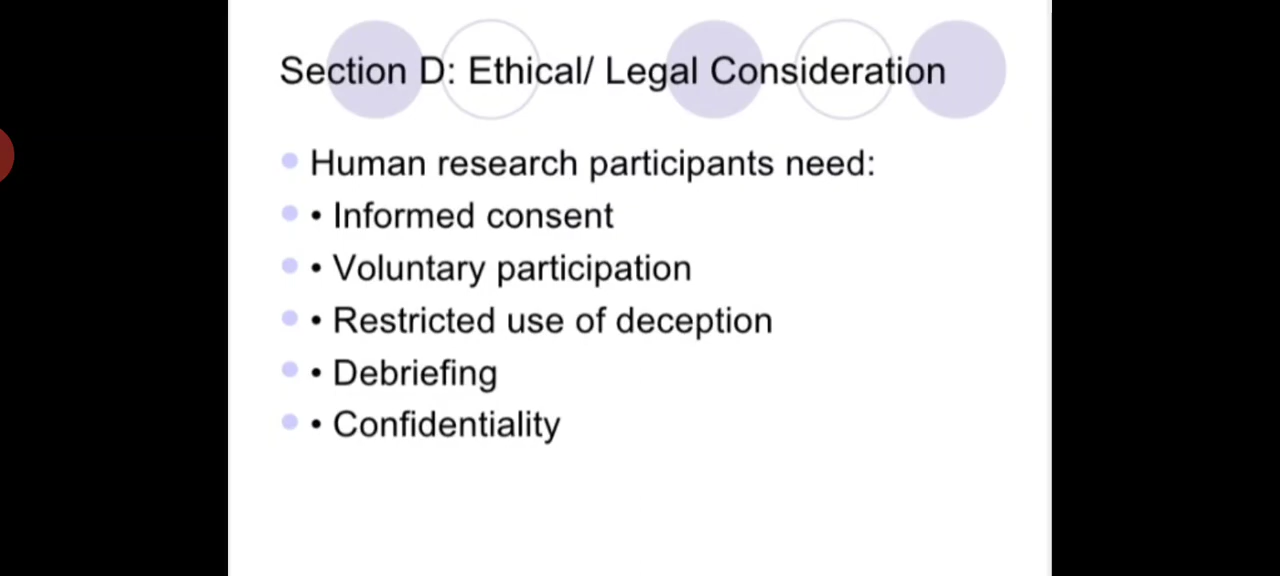 Section D: Ethical/ Legal Consideration
Human research participants need:
• Informed consent
• Voluntary participation
• Restricted use of deception
• Debriefing
• Confidentiality